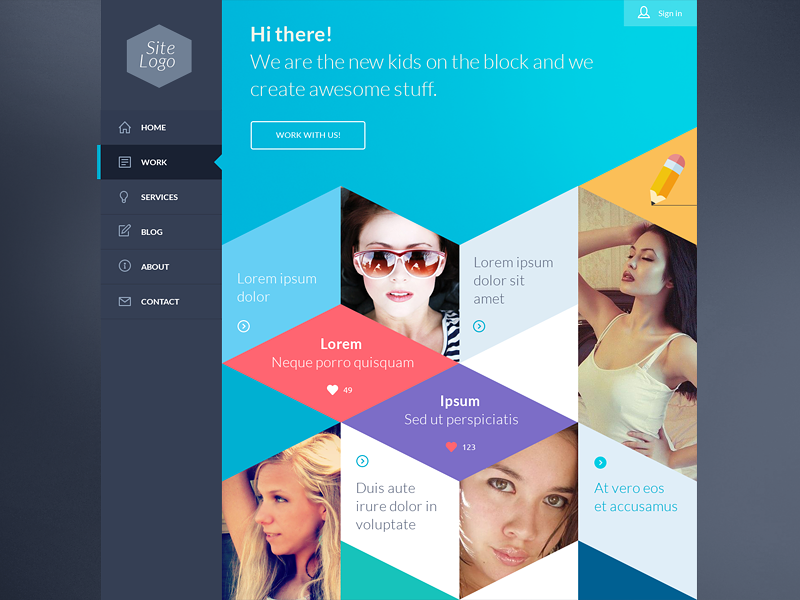 Site
Logo
HOME
WORK
SERVICES
BLOG
ABOUT
CONTACT
Sign In
Hi there!
We are the new kids on the block and we
create awesome stuff.
WORK WITH US!
Lorem ipsum
dolor
Lorem ipsum
dolor sit
amet
Lorem
Neque porro quisquam
49
Ipsum
Sed ut perspiciatis
123
Duis aute
irure dolor in
voluptate
At vero eos
et accusamus